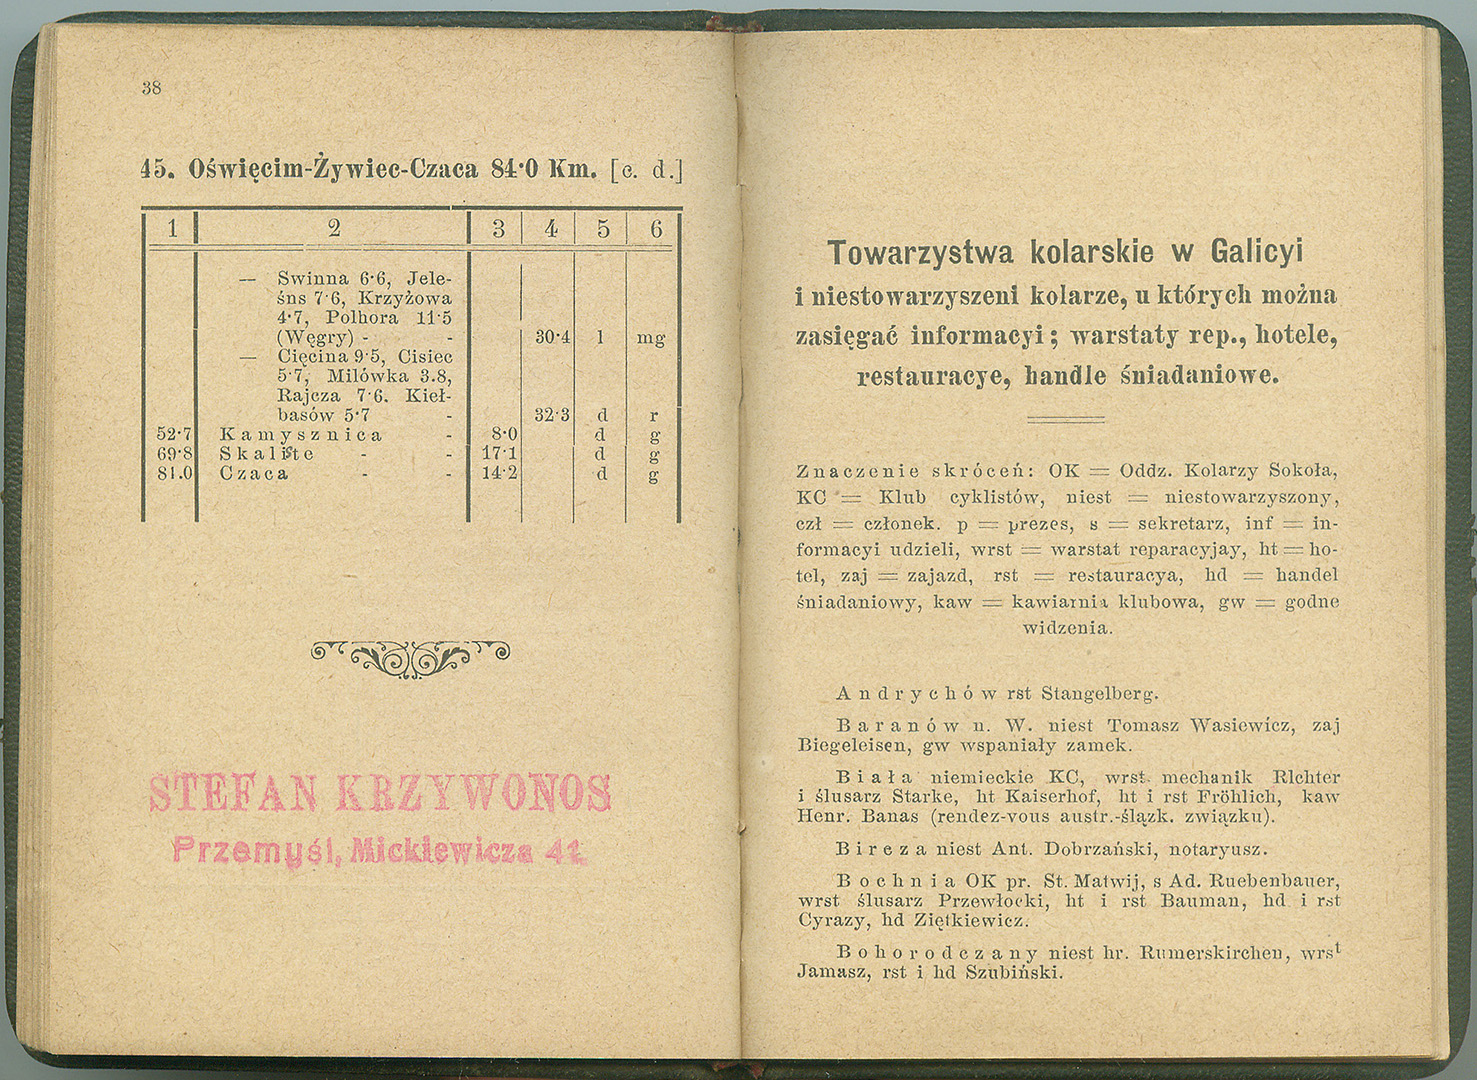 38
45. Oświęcim-Żywiec-Czaca 84·0 Km. [c. d.]
1 2 3 4 5 6
— Swinna 6·6, Jele-
śns 7·6, Krzyżowa
4·7, Polhora 11·5
(Węgry) - - 30·4 l mg
— Cięcina 9·5, Cisiec
5·7, Milówka 3.8,
Rajcza 7·6. Kieł-
basów 5·7 - 32·3 d r
52·7 Kamysznica - 8·0 d g
69·8 Skaliste - - 17·1 d g
81.0 Czaca - - 14·2 d g
STEFAN KRZYWONOS
Przemyśl, Mickiewicza 41.
Towarzystwa kolarskie w Galicyi
i niestowarzyszeni kolarze, u których można
zasięgać informacyi; warstaty rep., hotele,
restauracye, handle śniadaniowe.
Znaczenie skróceń: OK = Oddz. Kolarzy Sokoła,
KC = Klub cyklistów, niest = niestowarzyszony,
czł = członek. p = prezes, s = sekretarz, inf = in-
formacyi udzieli, wrst = warstat reparacyjay, ht = ho-
tel, zaj = zajazd, rst = restauracya, hd = handel
śniadaniowy, kaw = kawiarnia klubowa, gw = godne
widzenia.
Andrychów rst Stangelberg.
Baranów n. W. niest Tomasz Wasiewicz, zaj
Biegeleisen, gw wspaniały zamek.
Biała niemieckie KC, wrst. mechanik Richter
i ślusarz Starke, ht Kaiserhof, ht i rst Fröhlich, kaw
Henr. Banas (rendez-vous austr.-śląsk. związku).
Bircza niest Ant. Dobrzański, notaryusz.
Bochnia OK pr. St. Matwij, s Ad. Ruebenbauer,
wrst ślusarz Przewłocki, ht i rst Bauman, hd i rst
Cyrazy, hd Ziętkiewicz.
Bohorodczany niest hr. Rumerskirchen, wrst
Jamasz, rst i hd Szubiński.